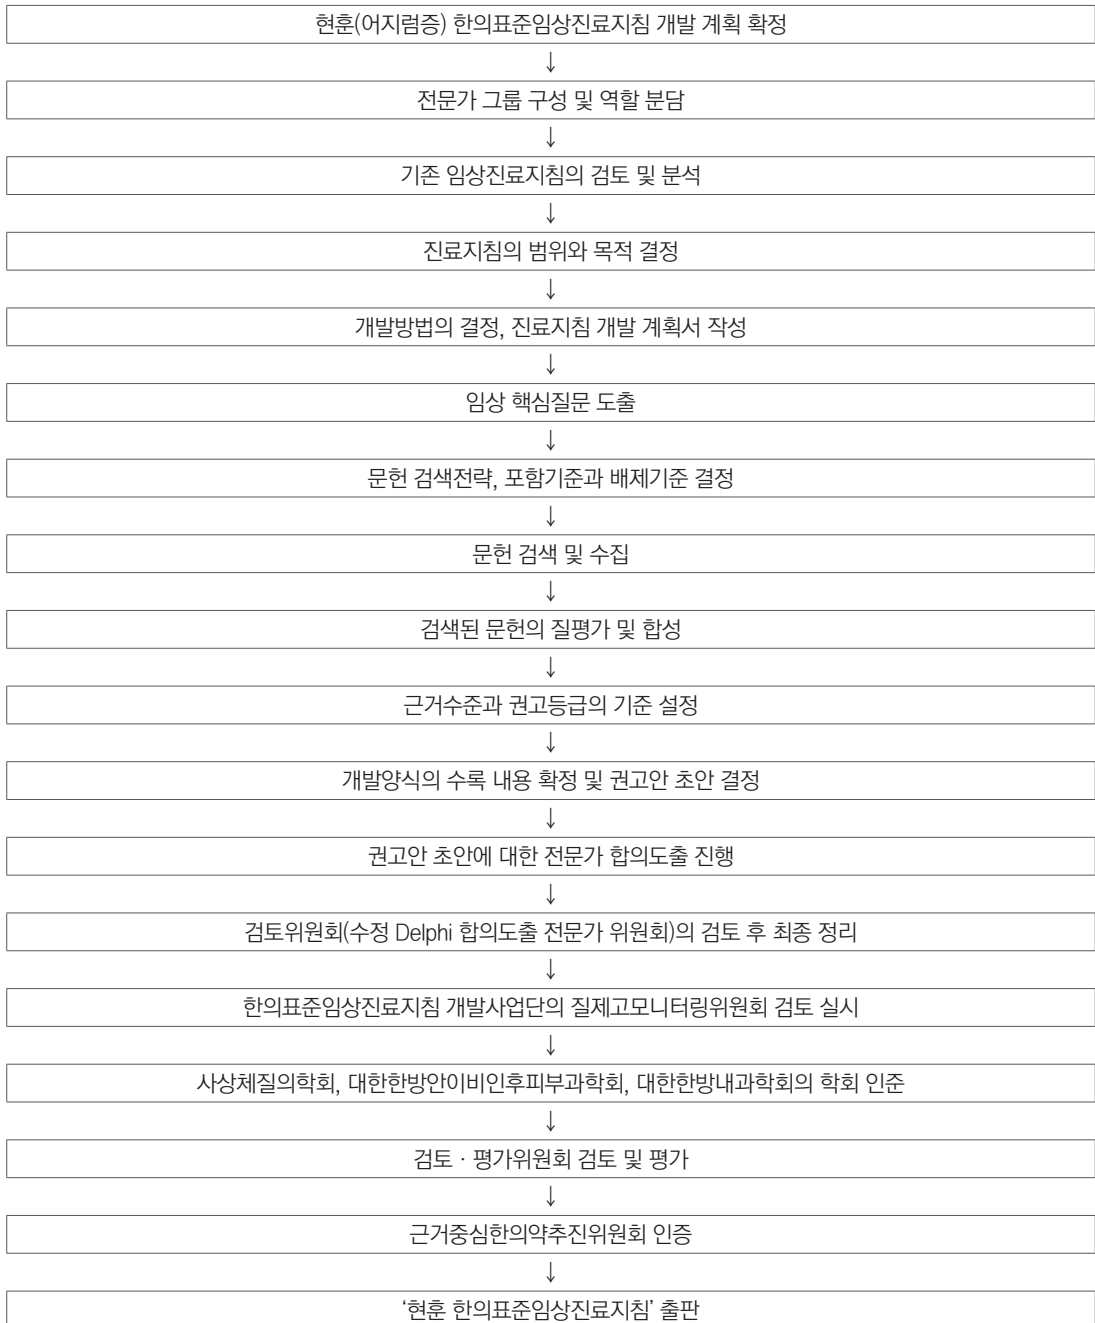 현훈(어지럼증) 한의표준임상진료지침 개발 계획 확정
↓
전문가 그룹 구성 및 역할 분담
↓
기존 임상진료지침의 검토 및 분석
↓
진료지침의 범위와 목적 결정
↓
개발방법의 결정, 진료지침 개발 계획서 작성
↓
임상 핵심질문 도출
↓
문헌 검색전략, 포함기준과 배제기준 결정
↓
문헌 검색 및 수집
↓
검색된 문헌의 질평가 및 합성
↓
근거수준과 권고등급의 기준 설정
↓
개발양식의 수록 내용 확정 및 권고안 초안 결정
↓
권고안 초안에 대한 전문가 합의도출 진행
↓
검토위원회(수정 Delphi 합의도출 전문가 위원회)의 검토 후 최종 정리
↓
한의표준임상진료지침 개발사업단의 질제고모니터링위원회 검토 실시
↓
사상체질의학회, 대한한방안이비인후피부과학회, 대한한방내과학회의 학회 인준
↓
검토 · 평가위원회 검토 및 평가
↓
근거중심한의약추진위원회 인증
↓
‘현훈 한의표준임상진료지침’ 출판